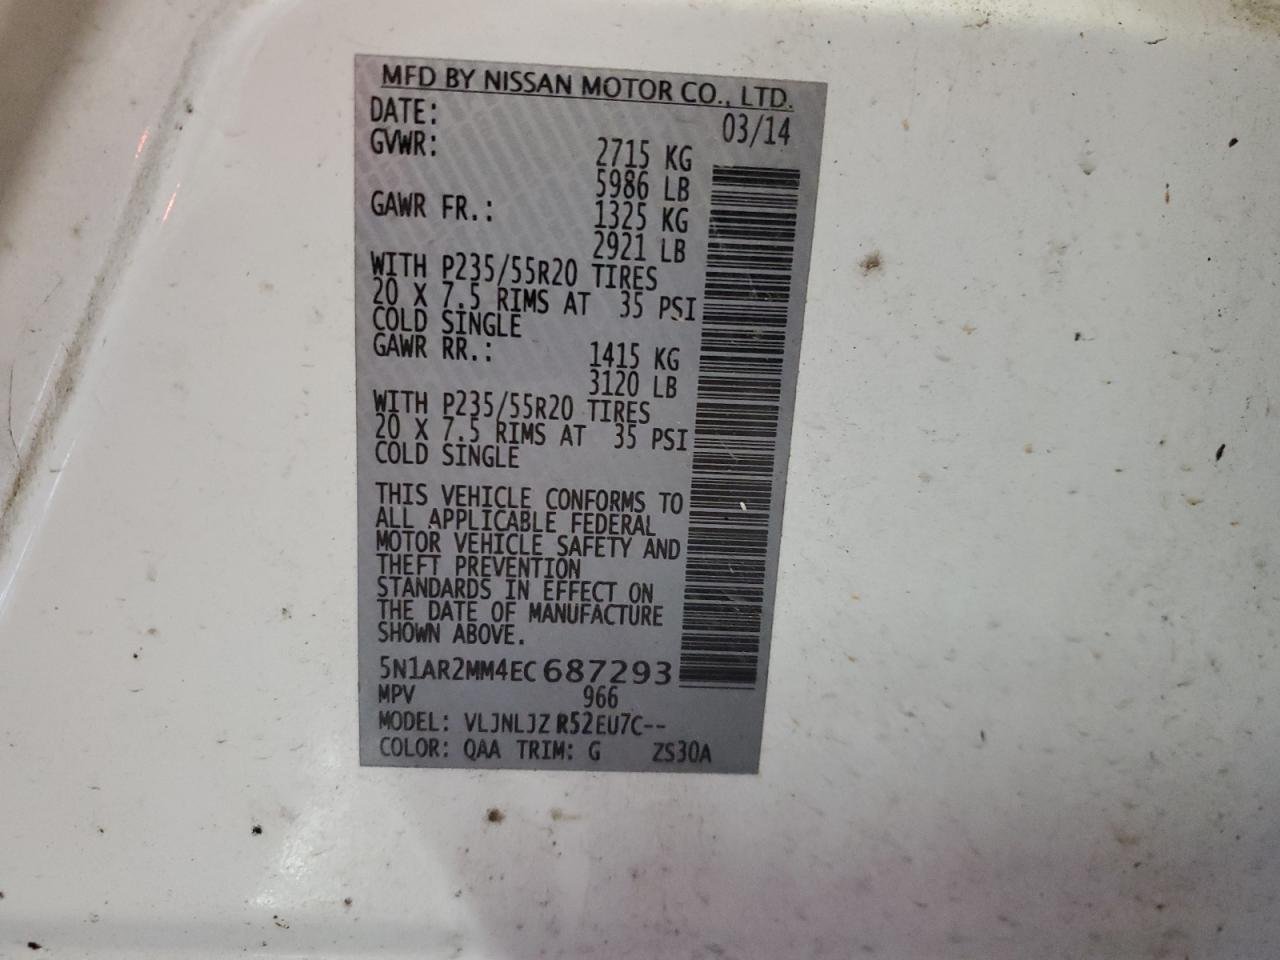 MFD BY NISSAN MOTOR CO., LTD.
DATE: 03/14
GVWR: 2715 KG
5986 LB
GAWR FR.: 1325 KG
2921 LB
WITH P235/55R20 TIRES
20 X 7.5 RIMS AT 35 PSI
COLD SINGLE
GAWR RR.: 1415 KG
3120 LB
WITH P235/55R20 TIRES
20 X 7.5 RIMS AT 35 PSI
COLD SINGLE
THIS VEHICLE CONFORMS TO
ALL APPLICABLE FEDERAL
MOTOR VEHICLE SAFETY AND
THEFT PREVENTION
STANDARDS IN EFFECT ON
THE DATE OF MANUFACTURE
SHOWN ABOVE.
5N1AR2MM4EC687293
MPV 966
MODEL: VLJNLJZ R52EU7C--
COLOR: QAA TRIM: G ZS30A